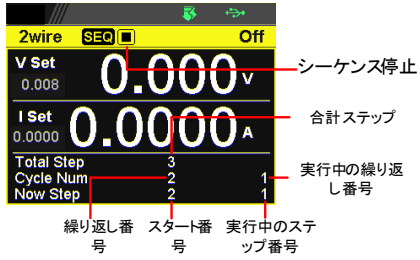 2wire SEQ Off
V Set
0.008 0.000 V
シーケンス停止
I Set
0.0000 0.0000 A
合計ステップ
Total Step 3
Cycle Num 2 1
Now Step 2 1
実行中の繰り返
し番号
繰り返し番
号
スタート番
号
実行中のステ
ップ番号